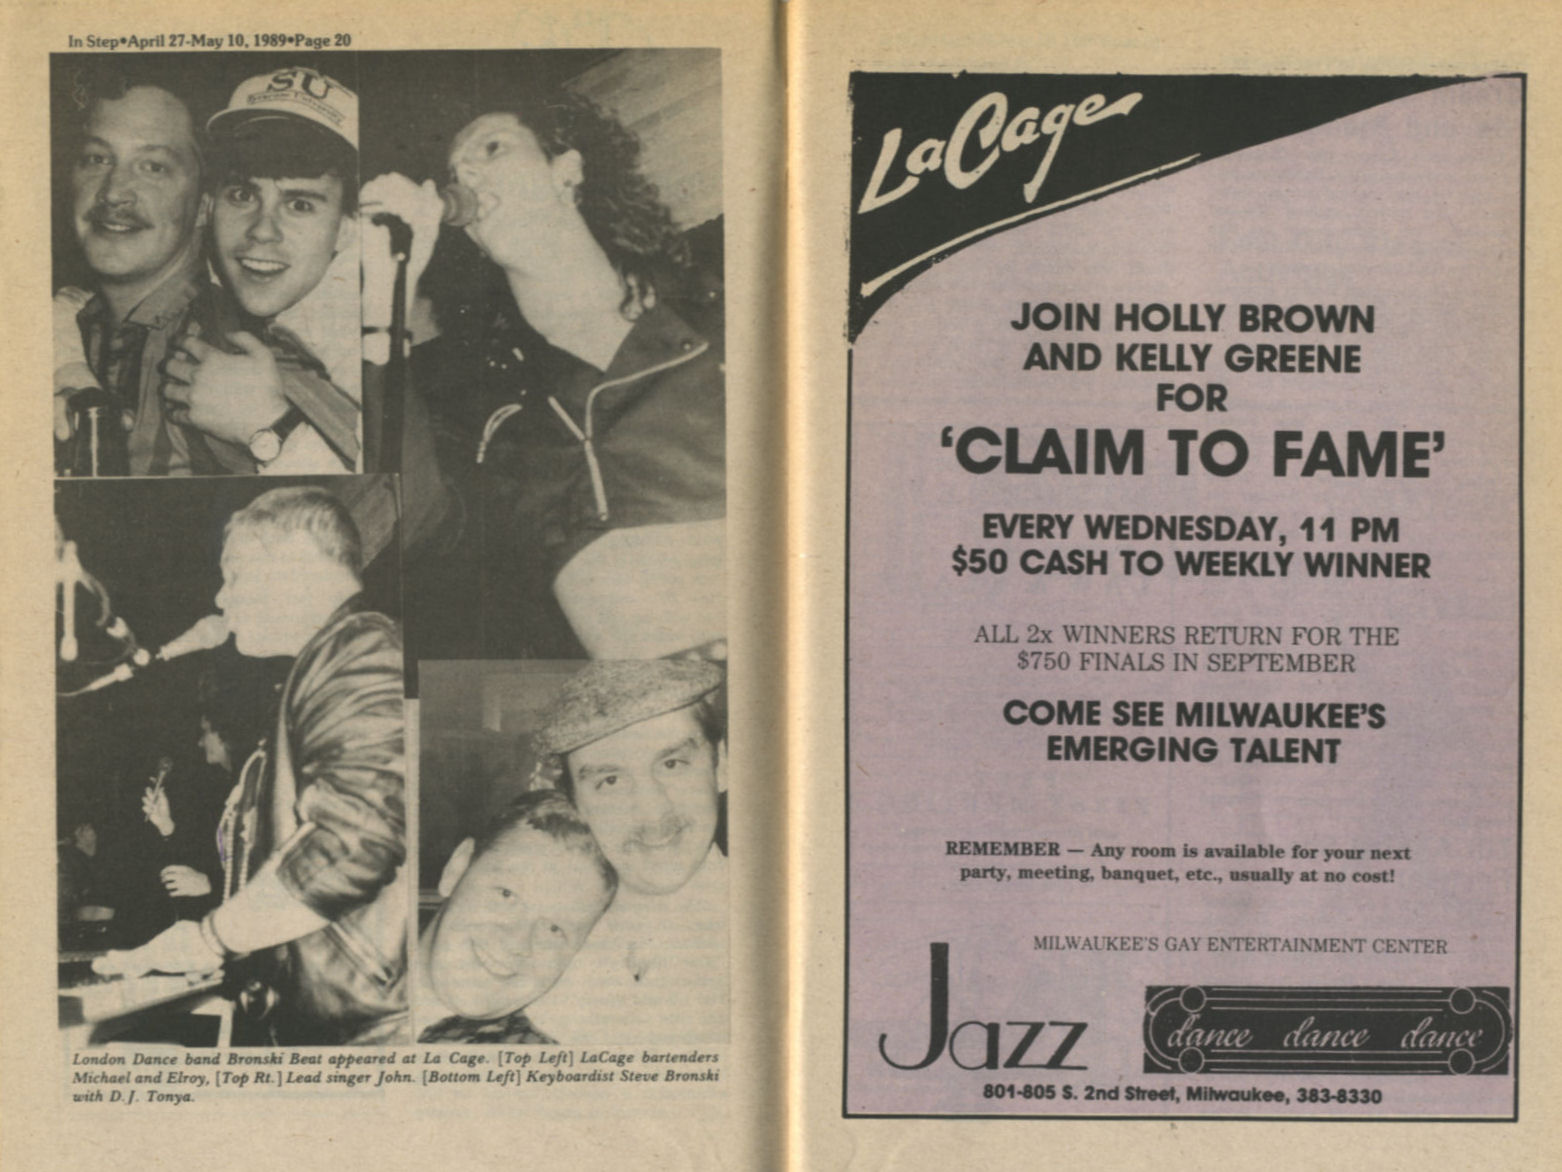 In Step•April 27-May 10, 1989•Page 20
SU
Syracuse University
London Dance band Bronski Beat appeared at La Cage. [Top Left] LaCage bartenders
Michael and Elroy, [Top Rt.] Lead singer John. [Bottom Left] Keyboardist Steve Bronski
with D.J. Tonya.
La Cage
JOIN HOLLY BROWN
AND KELLY GREENE
FOR
‘CLAIM TO FAME’
EVERY WEDNESDAY, 11 PM
$50 CASH TO WEEKLY WINNER
ALL 2x WINNERS RETURN FOR THE
$750 FINALS IN SEPTEMBER
COME SEE MILWAUKEE’S
EMERGING TALENT
REMEMBER — Any room is available for your next
party, meeting, banquet, etc., usually at no cost!
MILWAUKEE’S GAY ENTERTAINMENT CENTER
Jazz
dance dance dance
801-805 S. 2nd Street, Milwaukee, 383-8330